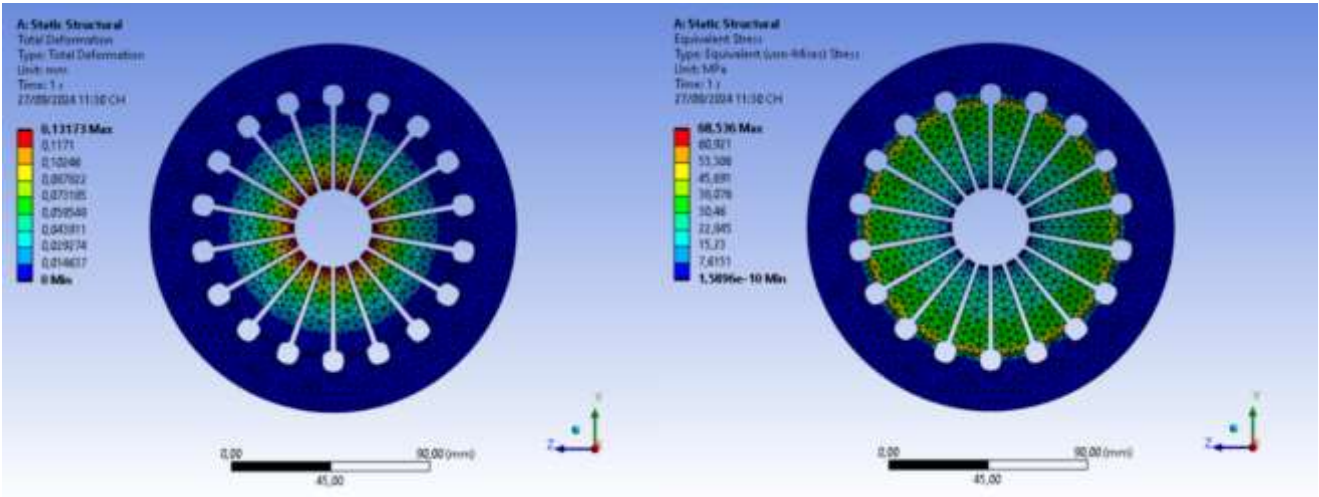 A: Static Structural
Total Deformation
Type: Total Deformation
Unit: mm
Time: 1 s
27/09/2024 11:30 CH
0,13173 Max
0,1171
0,10246
0,087822
0,073185
0,058548
0,043911
0,029274
0,014637
0 Min
0,00
90,00 (mm)
45,00
Z
A: Static Structural
Equivalent Stress
Type: Equivalent (von-Mises) Stress
Unit: MPa
Time: 1 s
27/09/2024 11:30 CH
68,536 Max
60,921
53,306
45,691
38,076
30,46
22,845
15,23
7,6151
1,5896e-10 Min
0,00
90,00 (mm)
45,00
Z